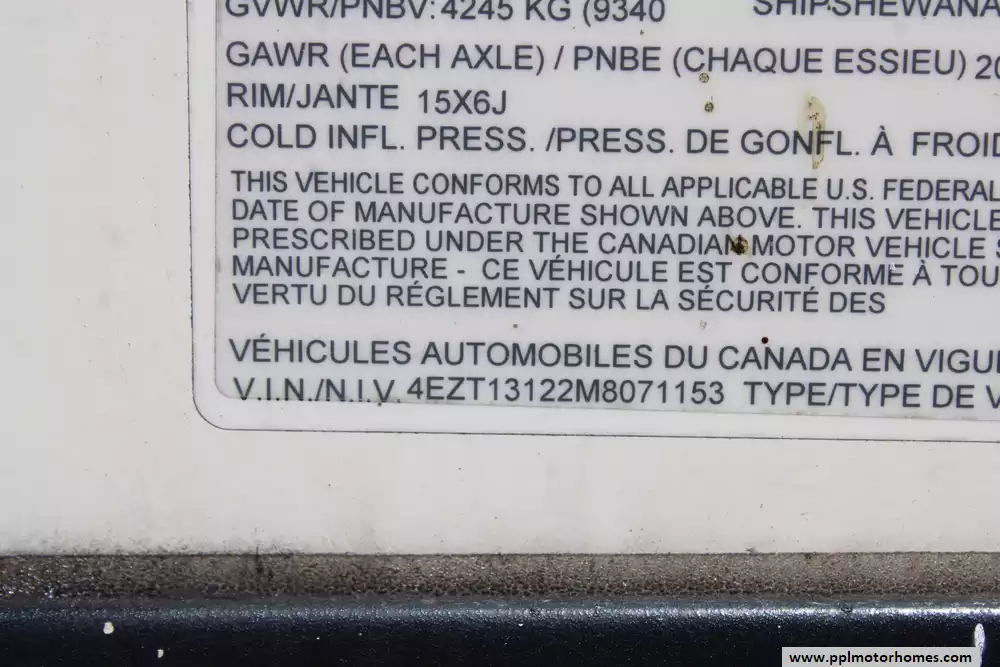 GVWR/PNBV: 4245 KG (9340 SHIPSHEWANA
GAWR (EACH AXLE) / PNBE (CHAQUE ESSIEU) 20
RIM/JANTE 15X6J
COLD INFL. PRESS. /PRESS. DE GONFL. À FROID
THIS VEHICLE CONFORMS TO ALL APPLICABLE U.S. FEDERAL
DATE OF MANUFACTURE SHOWN ABOVE. THIS VEHICLE
PRESCRIBED UNDER THE CANADIAN MOTOR VEHICLE S
MANUFACTURE - CE VÉHICULE EST CONFORME À TOU
VERTU DU RÉGLEMENT SUR LA SÉCURITÉ DES
VÉHICULES AUTOMOBILES DU CANADA EN VIGUE
V.I.N./N.I.V. 4EZT13122M8071153 TYPE/TYPE DE V
www.pplmotorhomes.com